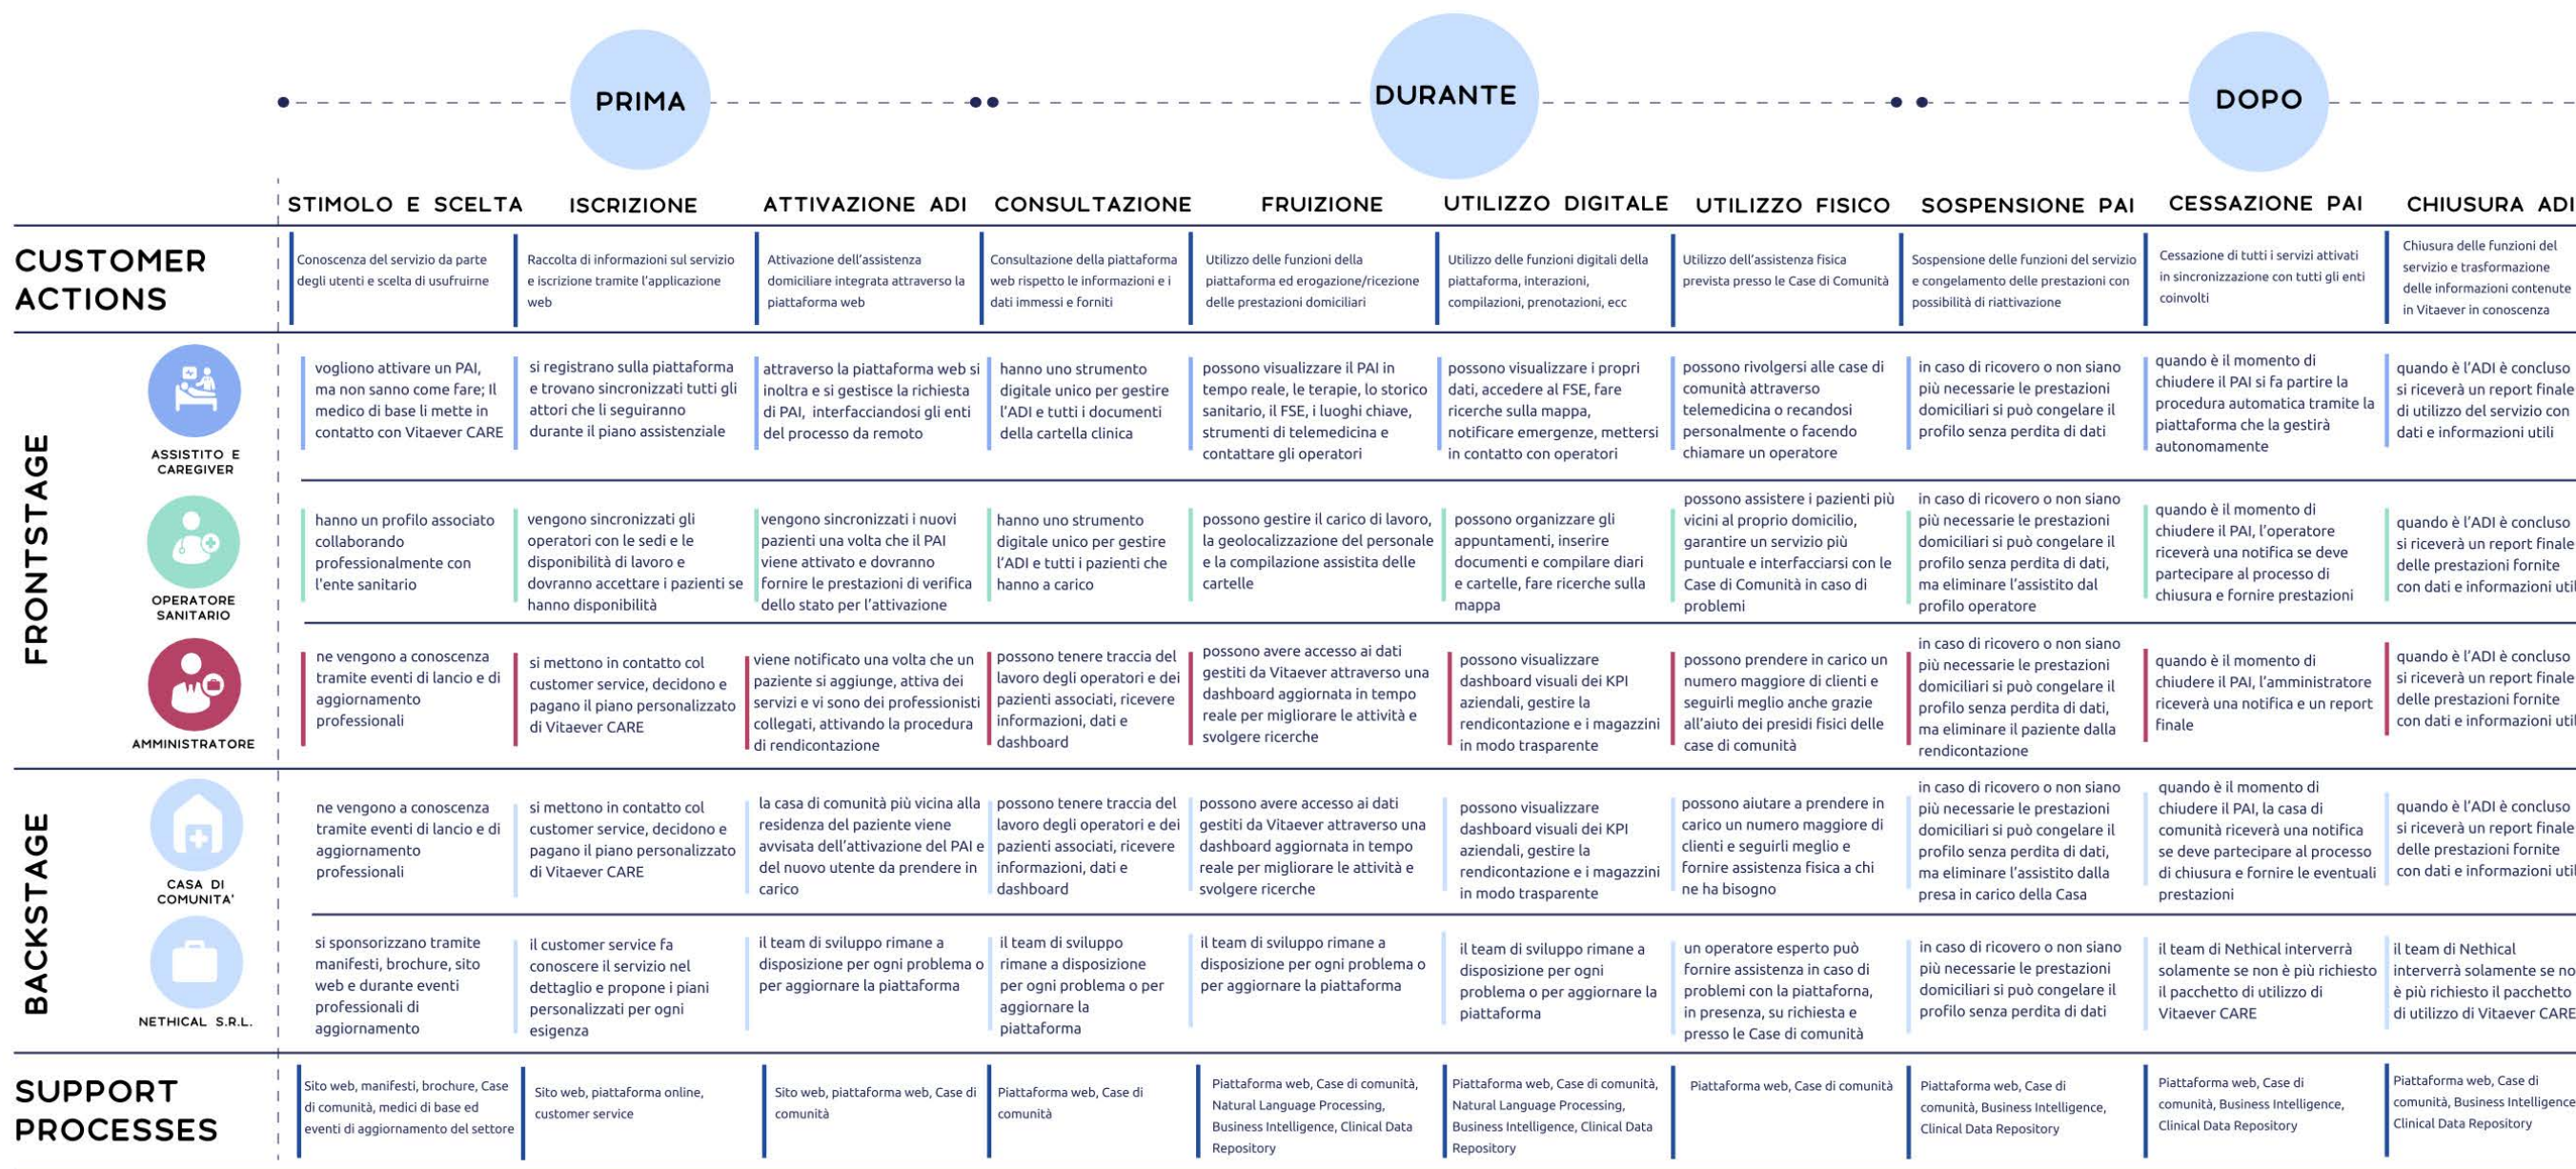 PRIMA
DURANTE
DOPO
STIMOLO E SCELTA
ISCRIZIONE
ATTIVAZIONE ADI
CONSULTAZIONE
FRUIZIONE
UTILIZZO DIGITALE
UTILIZZO FISICO
SOSPENSIONE PAI
CESSAZIONE PAI
CHIUSURA ADI
CUSTOMER
ACTIONS
Conoscenza del servizio da parte
degli utenti e scelta di usufruirne
Raccolta di informazioni sul servizio
e iscrizione tramite l'applicazione
web
Attivazione dell'assistenza
domiciliare integrata attraverso la
piattaforma web
Consultazione della piattaforma
web rispetto le informazioni e i
dati immessi e forniti
Utilizzo delle funzioni della
piattaforma ed erogazione/ricezione
delle prestazioni domiciliari
Utilizzo delle funzioni digitali della
piattaforma, interazioni,
compilazioni, prenotazioni, ecc
Utilizzo dell'assistenza fisica
prevista presso le Case di Comunità
Sospensione delle funzioni del servizio
e congelamento delle prestazioni con
possibilità di riattivazione
Cessazione di tutti i servizi attivati
in sincronizzazione con tutti gli enti
coinvolti
Chiusura delle funzioni del
servizio e trasformazione
delle informazioni contenute
in Vitaever in conoscenza
FRONTSTAGE
ASSISTITO E
CAREGIVER
vogliono attivare un PAI,
ma non sanno come fare; Il
medico di base li mette in
contatto con Vitaever CARE
si registrano sulla piattaforma
e trovano sincronizzati tutti gli
attori che li seguiranno
durante il piano assistenziale
attraverso la piattaforma web si
inoltra e si gestisce la richiesta
di PAI, interfacciandosi gli enti
del processo da remoto
hanno uno strumento
digitale unico per gestire
l'ADI e tutti i documenti
della cartella clinica
possono visualizzare il PAI in
tempo reale, le terapie, lo storico
sanitario, il FSE, i luoghi chiave,
strumenti di telemedicina e
contattare gli operatori
possono visualizzare i propri
dati, accedere al FSE, fare
ricerche sulla mappa,
notificare emergenze, mettersi
in contatto con operatori
possono rivolgersi alle case di
comunità attraverso
telemedicina o recandosi
personalmente o facendo
chiamare un operatore
in caso di ricovero o non siano
più necessarie le prestazioni
domiciliari si può congelare il
profilo senza perdita di dati
quando è il momento di
chiudere il PAI si fa partire la
procedura automatica tramite la
piattaforma che la gestirà
autonomamente
quando è l'ADI è concluso
si riceverà un report finale
di utilizzo del servizio con
dati e informazioni utili
OPERATORE
SANITARIO
hanno un profilo associato
collaborando
professionalmente con
l'ente sanitario
vengono sincronizzati gli
operatori con le sedi e le
disponibilità di lavoro e
dovranno accettare i pazienti se
hanno disponibilità
vengono sincronizzati i nuovi
pazienti una volta che il PAI
viene attivato e dovranno
fornire le prestazioni di verifica
dello stato per l'attivazione
hanno uno strumento
digitale unico per gestire
l'ADI e tutti i pazienti che
hanno a carico
possono gestire il carico di lavoro,
la geolocalizzazione del personale
e la compilazione assistita delle
cartelle
possono organizzare gli
appuntamenti, inserire
documenti e compilare diari
e cartelle, fare ricerche sulla
mappa
possono assistere i pazienti più
vicini al proprio domicilio,
garantire un servizio più
puntuale e interfacciarsi con le
Case di Comunità in caso di
problemi
in caso di ricovero o non siano
più necessarie le prestazioni
domiciliari si può congelare il
profilo senza perdita di dati,
ma eliminare l'assistito dal
profilo operatore
quando è il momento di
chiudere il PAI, l'operatore
riceverà una notifica se deve
partecipare al processo di
chiusura e fornire prestazioni
quando è l'ADI è concluso
si riceverà un report finale
delle prestazioni fornite
con dati e informazioni util
AMMINISTRATORE
ne vengono a conoscenza
tramite eventi di lancio e di
aggiornamento
professionali
si mettono in contatto col
customer service, decidono e
pagano il piano personalizzato
di Vitaever CARE
viene notificato una volta che un
paziente si aggiunge, attiva dei
servizi e vi sono dei professionisti
collegati, attivando la procedura
di rendicontazione
possono tenere traccia del
lavoro degli operatori e dei
pazienti associati, ricevere
informazioni, dati e
dashboard
possono avere accesso ai dati
gestiti da Vitaever attraverso una
dashboard aggiornata in tempo
reale per migliorare le attività e
svolgere ricerche
possono visualizzare
dashboard visuali dei KPI
aziendali, gestire la
rendicontazione e i magazzini
in modo trasparente
possono prendere in carico un
numero maggiore di clienti e
seguirli meglio anche grazie
all'aiuto dei presidi fisici delle
case di comunità
in caso di ricovero o non siano
più necessarie le prestazioni
domiciliari si può congelare il
profilo senza perdita di dati,
ma eliminare il paziente dalla
rendicontazione
quando è il momento di
chiudere il PAI, l'amministratore
riceverà una notifica e un report
finale
quando è l'ADI è concluso
si riceverà un report finale
delle prestazioni fornite
con dati e informazioni util
BACKSTAGE
CASA DI
COMUNITA'
ne vengono a conoscenza
tramite eventi di lancio e di
aggiornamento
professionali
si mettono in contatto col
customer service, decidono e
pagano il piano personalizzato
di Vitaever CARE
la casa di comunità più vicina alla
residenza del paziente viene
avvisata dell'attivazione del PAI e
del nuovo utente da prendere in
carico
possono tenere traccia del
lavoro degli operatori e dei
pazienti associati, ricevere
informazioni, dati e
dashboard
possono avere accesso ai dati
gestiti da Vitaever attraverso una
dashboard aggiornata in tempo
reale per migliorare le attività e
svolgere ricerche
possono visualizzare
dashboard visuali dei KPI
aziendali, gestire la
rendicontazione e i magazzini
in modo trasparente
possono aiutare a prendere in
carico un numero maggiore di
clienti e seguirli meglio e
fornire assistenza fisica a chi
ne ha bisogno
in caso di ricovero o non siano
più necessarie le prestazioni
domiciliari si può congelare il
profilo senza perdita di dati,
ma eliminare l'assistito dalla
presa in carico della Casa
quando è il momento di
chiudere il PAI, la casa di
comunità riceverà una notifica
se deve partecipare al processo
di chiusura e fornire le eventuali
prestazioni
quando è l'ADI è concluso
si riceverà un report finale
delle prestazioni fornite
con dati e informazioni util
NETHICAL S.R.L.
si sponsorizzano tramite
manifesti, brochure, sito
web e durante eventi
professionali di
aggiornamento
il customer service fa
conoscere il servizio nel
dettaglio e propone i piani
personalizzati per ogni
esigenza
il team di sviluppo rimane a
disposizione per ogni problema o
per aggiornare la piattaforma
il team di sviluppo
rimane a disposizione
per ogni problema o per
aggiornare la
piattaforma
il team di sviluppo rimane a
disposizione per ogni problema o
per aggiornare la piattaforma
il team di sviluppo rimane a
disposizione per ogni
problema o per aggiornare la
piattaforma
un operatore esperto può
fornire assistenza in caso di
problemi con la piattaforna,
in presenza, su richiesta e
presso le Case di comunità
in caso di ricovero o non siano
più necessarie le prestazioni
domiciliari si può congelare il
profilo senza perdita di dati
il team di Nethical interverrà
solamente se non è più richiesto
il pacchetto di utilizzo di
Vitaever CARE
il team di Nethical
interverrà solamente se no
è più richiesto il pacchetto
di utilizzo di Vitaever CARE
SUPPORT
PROCESSES
Sito web, manifesti, brochure, Case
di comunità, medici di base ed
eventi di aggiornamento del settore
Sito web, piattaforma online,
customer service
Sito web, piattaforma web, Case di
comunità
Piattaforma web, Case di
comunità
Piattaforma web, Case di comunità,
Natural Language Processing,
Business Intelligence, Clinical Data
Repository
Piattaforma web, Case di comunità,
Natural Language Processing,
Business Intelligence, Clinical Data
Repository
Piattaforma web, Case di comunità
Piattaforma web, Case di
comunità, Business Intelligence,
Clinical Data Repository
Piattaforma web, Case di
comunità, Business Intelligence,
Clinical Data Repository
Piattaforma web, Case di
comunità, Business Intelligence
Clinical Data Repository